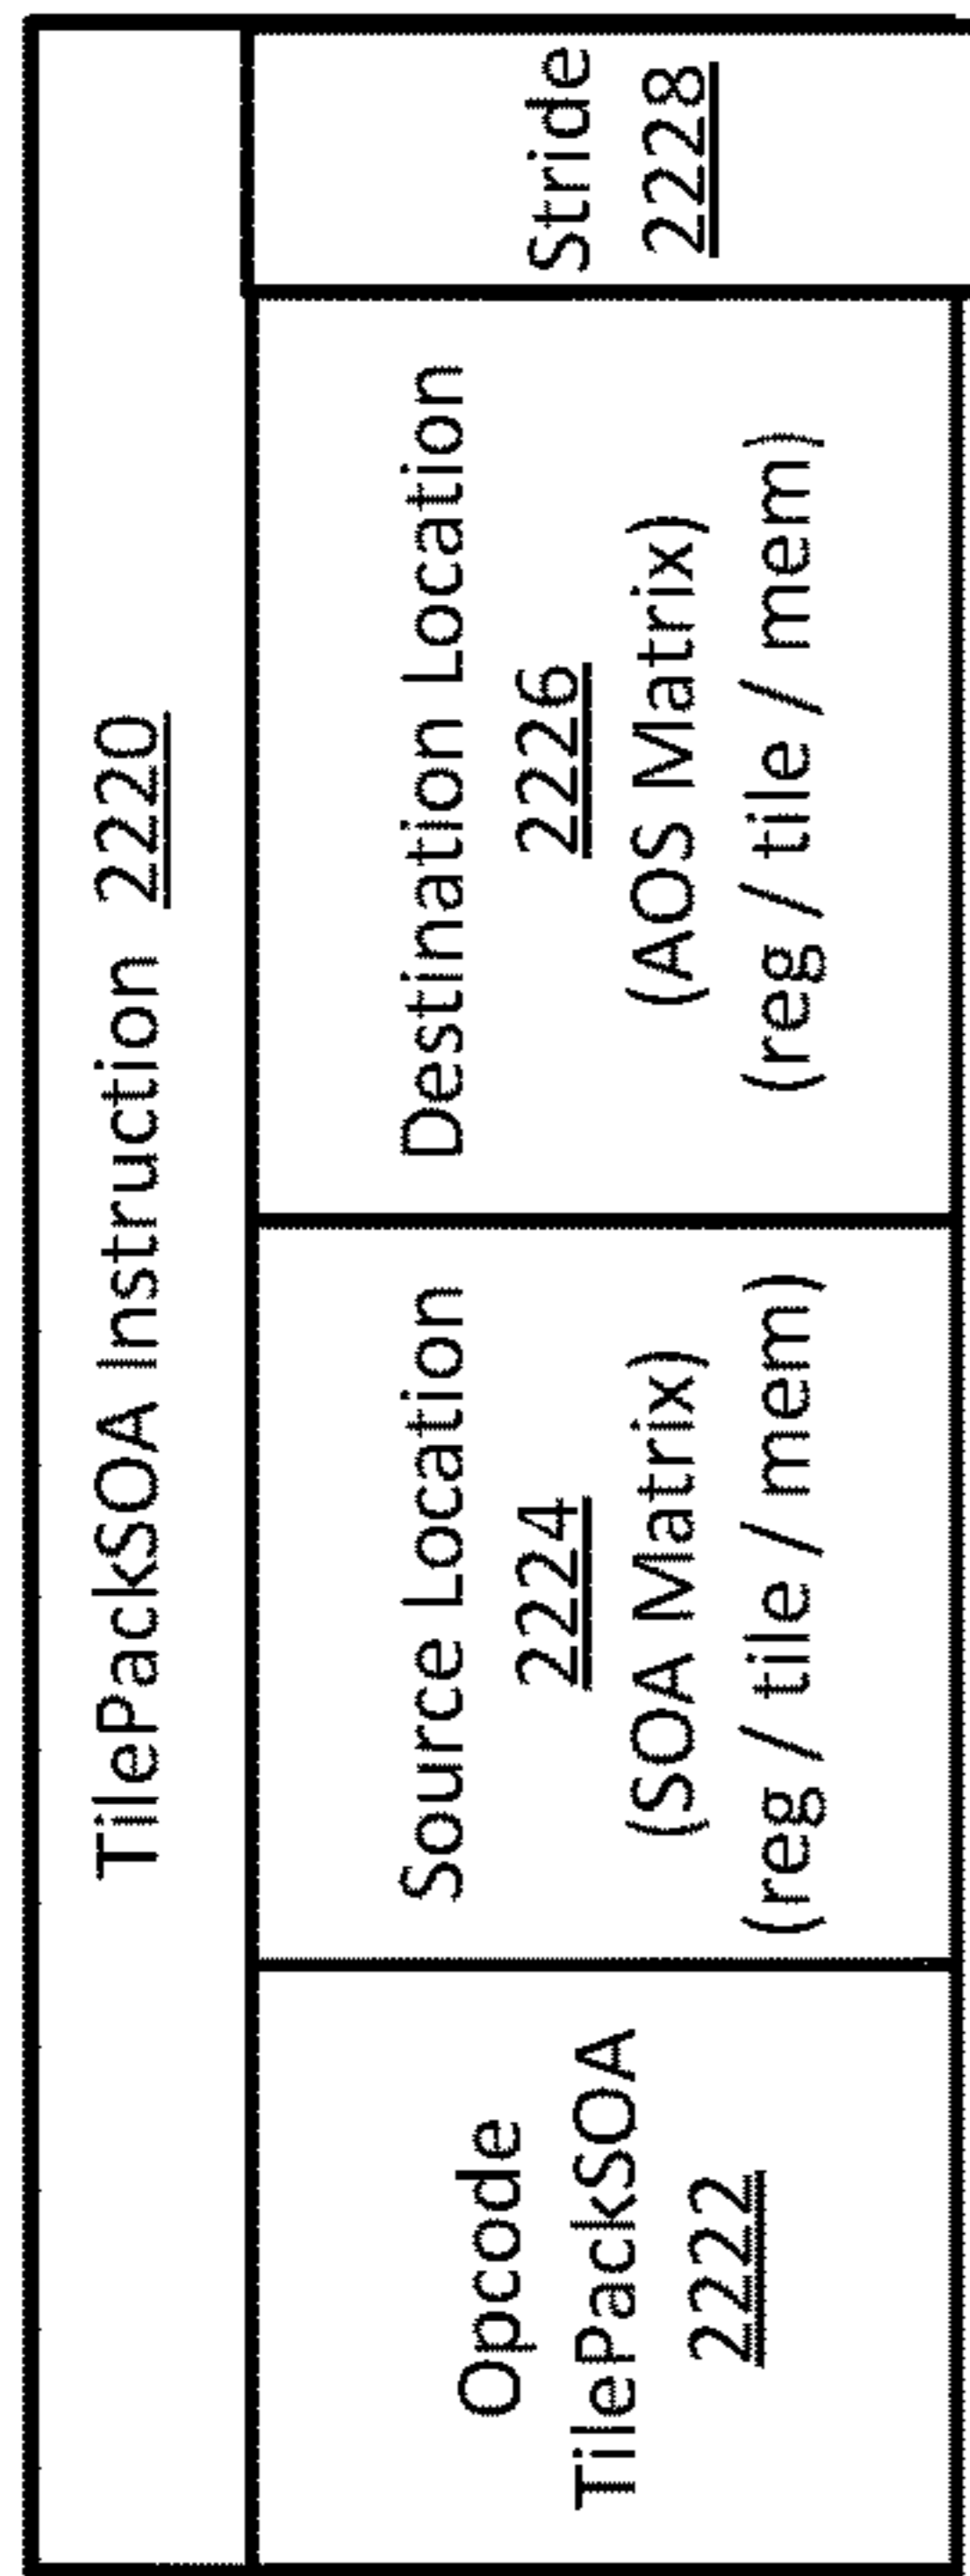 TilePackSOA Instruction 2220
Opcode
TilePackSOA
2222
Source Location
2224
(SOA Matrix)
(reg / tile / mem)
Destination Location
2226
(AOS Matrix)
(reg / tile / mem)
Stride
2228